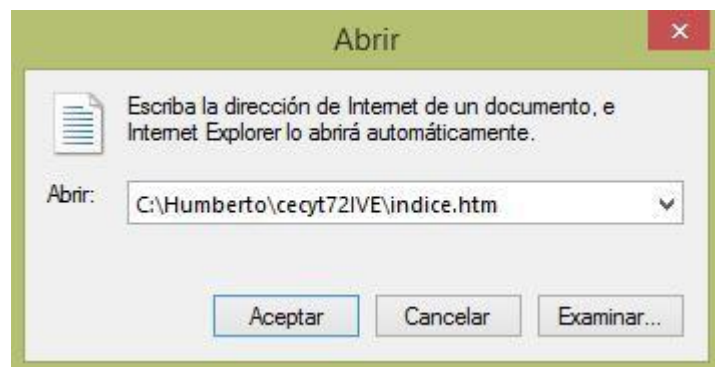 Abrir
Escriba la dirección de Internet de un documento, e
Internet Explorer lo abrirá automáticamente.
Abrir:
C:\Humberto\cecyt72IVE\indice.htm
Aceptar
Cancelar
Examinar...